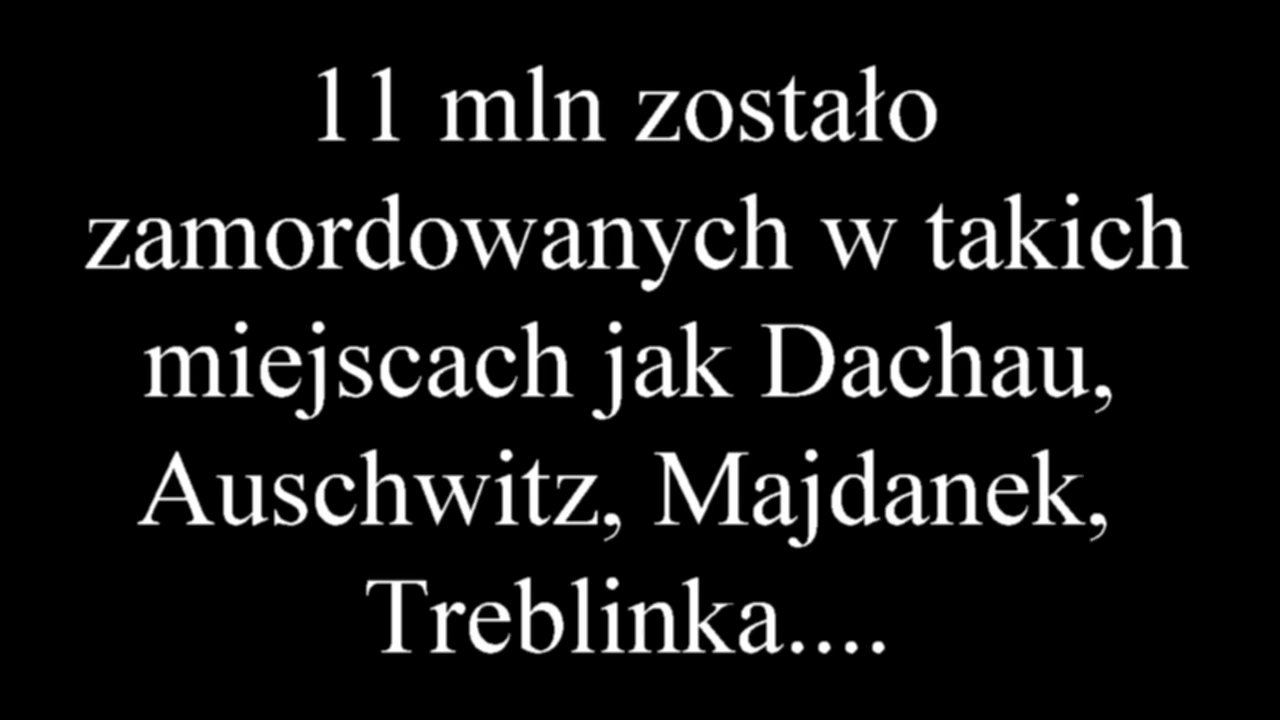 11 mln zostało
zamordowanych w takich
miejscach jak Dachau,
Auschwitz, Majdanek,
Treblinka....